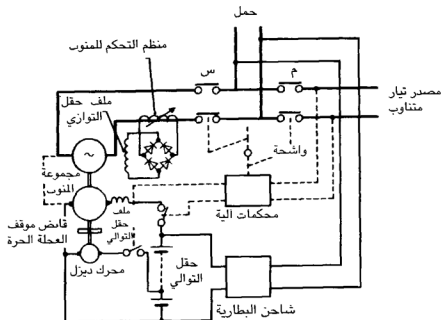 حمل
منظم التحكم للمنوب
س
م
ملف حقل
التوازي
مصدر تيار
متناوب
~
مجموعة
المنوب
واشحة
محكمات آلية
قابض موقف
العجلة الحرة
ملف
حقل
التوالي
حقل
التوالي
محرك ديزل
شاحن البطارية